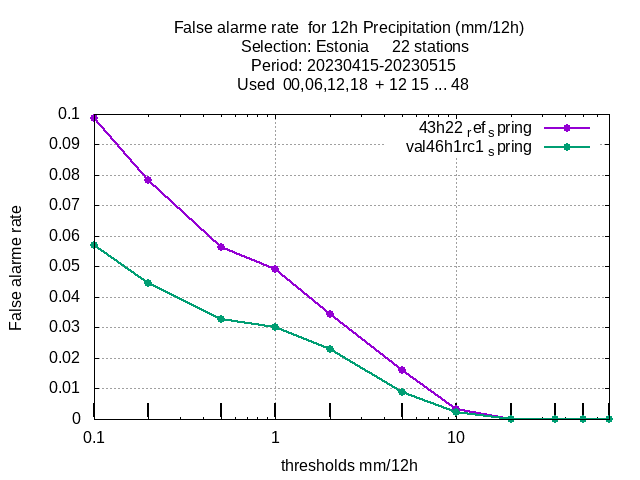 False alarme rate  for 12h Precipitation (mm/12h)
Selection: Estonia     22 stations
Period: 20230415-20230515
Used  00,06,12,18  + 12 15 ... 48
43h22 ref spring
val46h1rc1 spring
0.1
0.09
0.08
0.07
0.06
0.05
0.04
0.03
0.02
0.01
0
False alarme rate
0.1 1 10
thresholds mm/12h